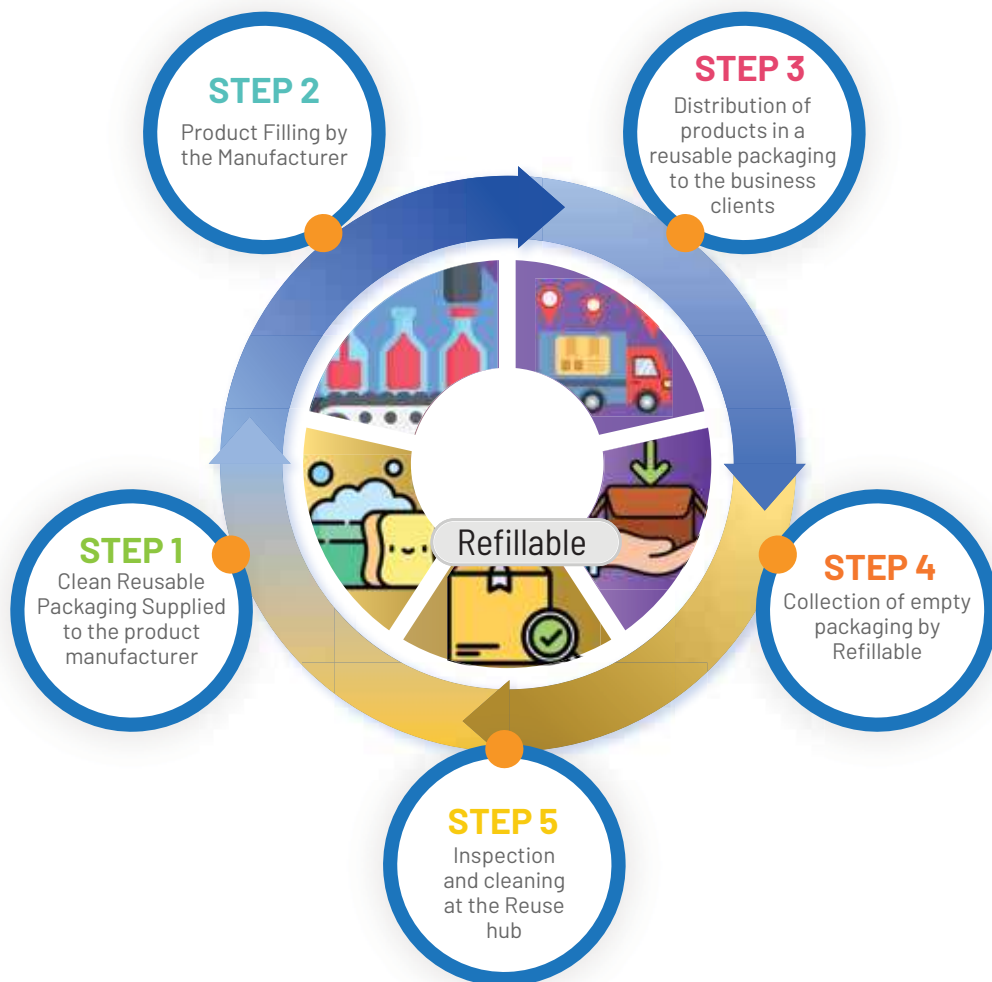 STEP 2
Product Filling by
the Manufacturer
STEP 3
Distribution of
products in a
reusable packaging
to the business
clients
Refillable
STEP 1
Clean Reusable
Packaging Supplied
to the product
manufacturer
STEP 4
Collection of empty
packaging by
Refillable
STEP 5
Inspection
and cleaning
at the Reuse
hub